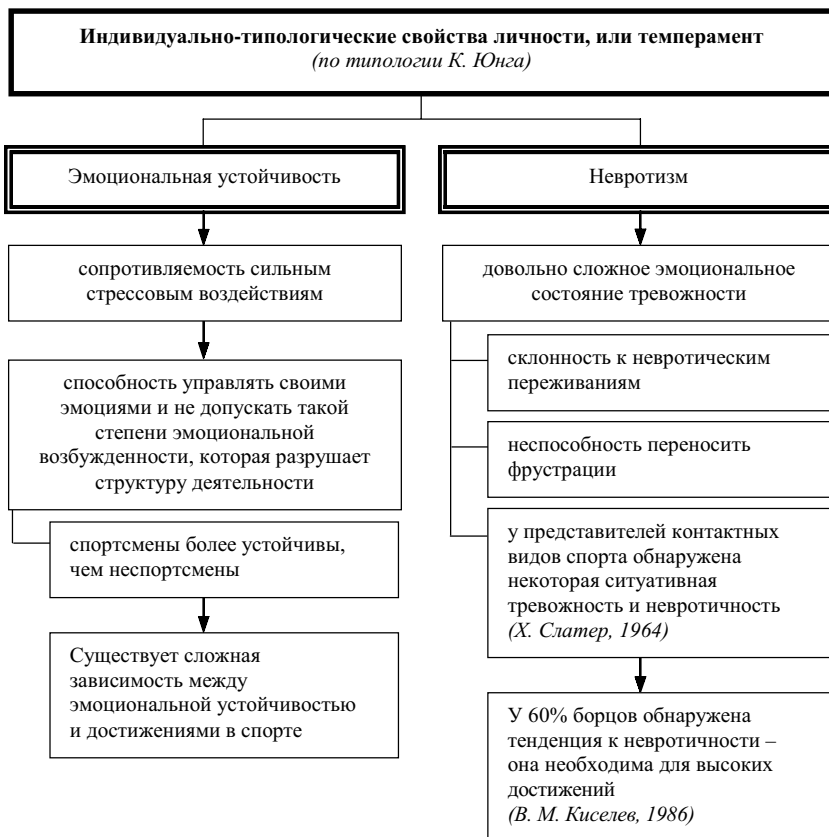 Индивидуально-типологические свойства личности, или темперамент
(по типологии К. Юнга)
Эмоциональная устойчивость
сопротивляемость сильным
стрессовым воздействиям
способность управлять своими
эмоциями и не допускать такой
степени эмоциональной
возбужденности, которая разрушает
структуру деятельности
спортсмены более устойчивы,
чем неспортсмены
Существует сложная
зависимость между
эмоциональной устойчивостью
и достижениями в спорте
Невротизм
довольно сложное эмоциональное
состояние тревожности
склонность к невротическим
переживаниям
неспособность переносить
фрустрации
у представителей контактных
видов спорта обнаружена
некоторая ситуативная
тревожность и невротичность
(Х. Слатер, 1964)
У 60% борцов обнаружена
тенденция к невротичности –
она необходима для высоких
достижений
(В. М. Киселев, 1986)